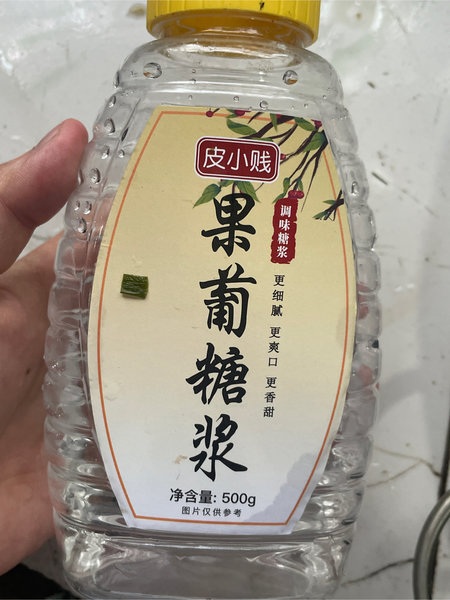 皮小贱
调味糖浆
果葡糖浆
更细腻 更爽口 更香甜
净含量: 500g
图片仅供参考